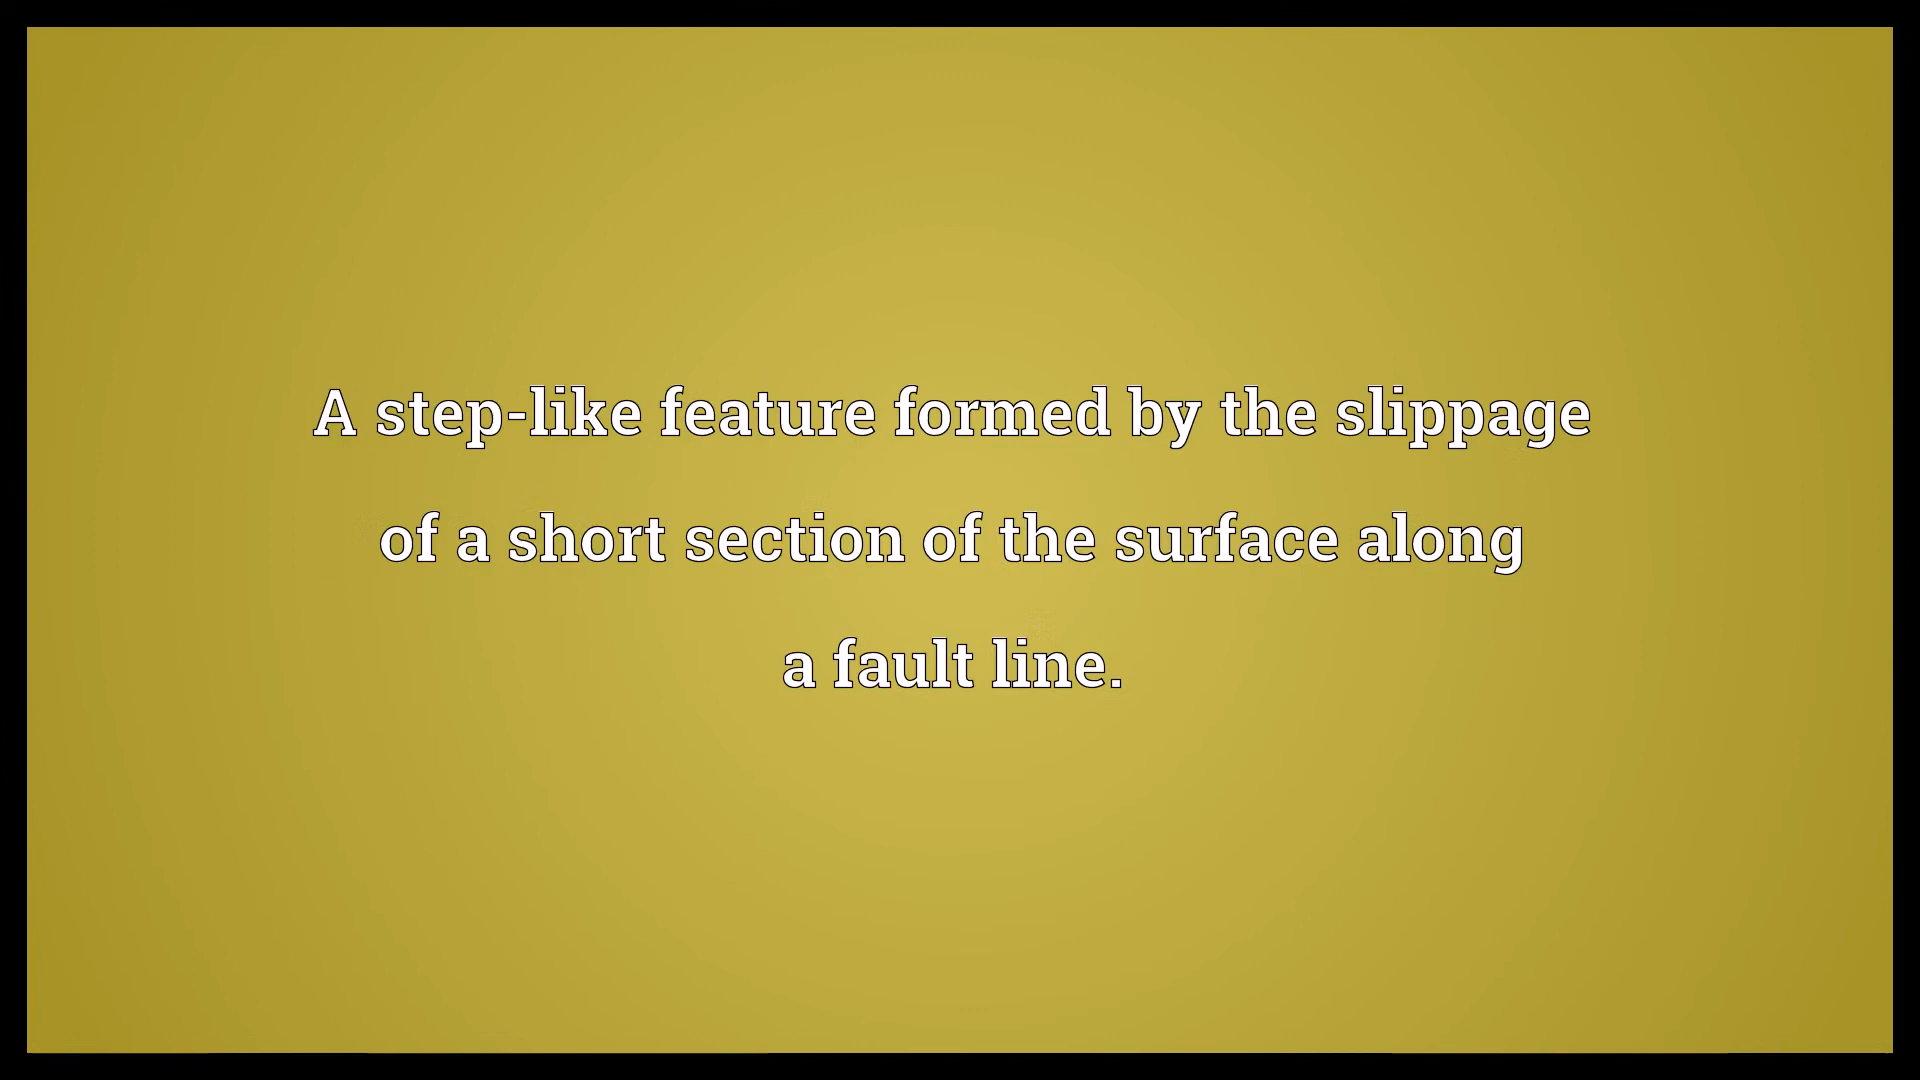 A step-like feature formed by the slippage
of a short section of the surface along
a fault line.